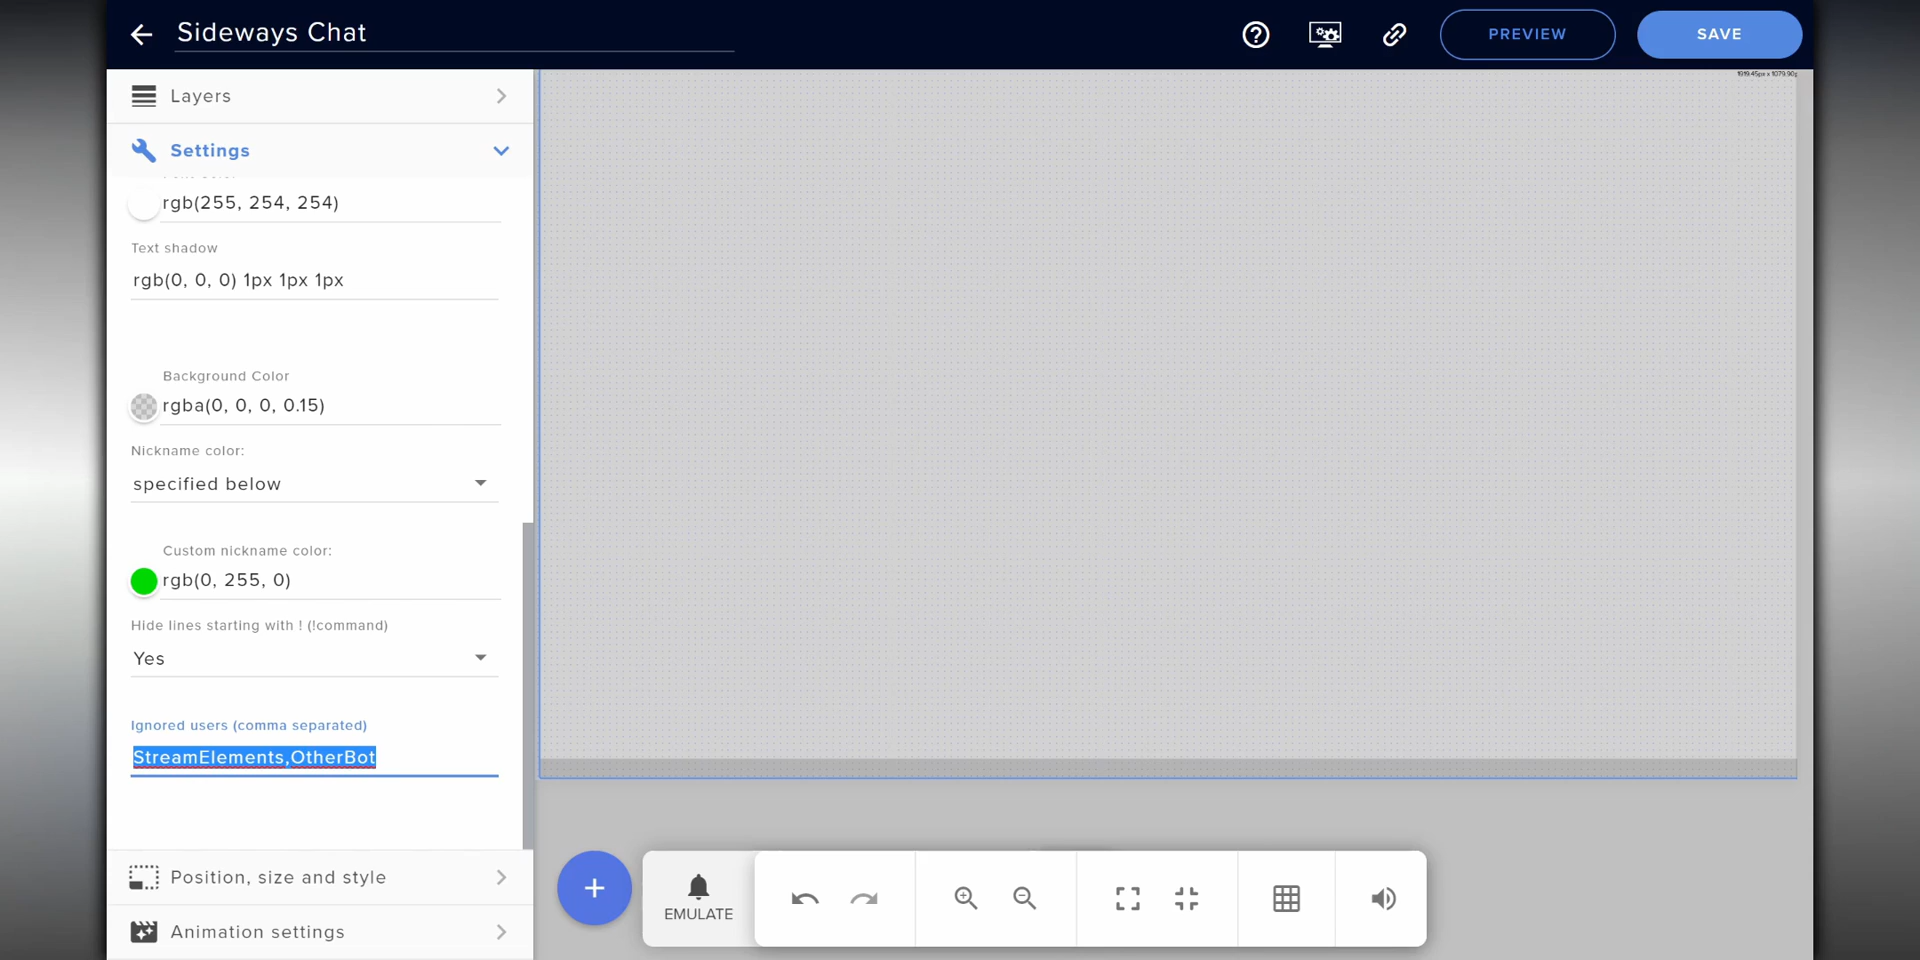 Sideways Chat
PREVIEW
SAVE
Layers
Settings
rgb(255, 254, 254)
Text shadow
rgb(0, 0, 0) 1px 1px 1px
Background Color
rgba(0, 0, 0, 0.15)
Nickname color:
specified below
Custom nickname color:
rgb(0, 255, 0)
Hide lines starting with ! (!command)
Yes
Ignored users (comma separated)
StreamElements,OtherBot
Position, size and style
Animation settings
EMULATE